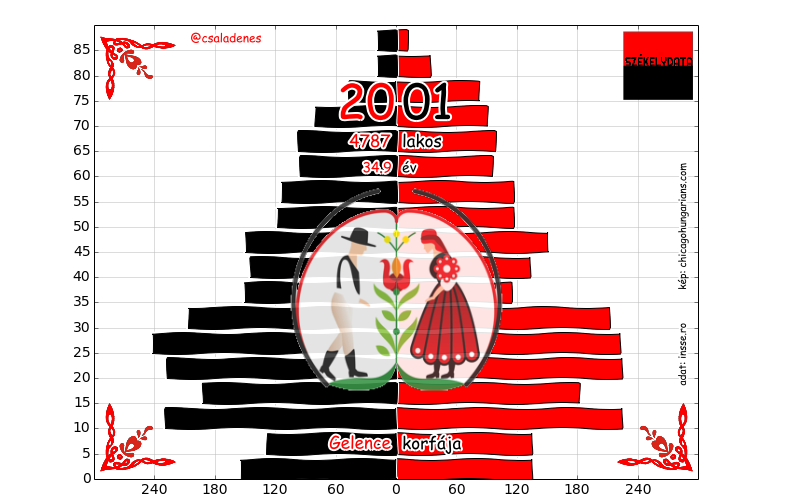 @csaladenes
SZÉKELYDATA
2001
4787 lakos
34.9 év
kép: chicagohungarians.com
adat: insse.ro
Gelence korfája
85
80
75
70
65
60
55
50
45
40
35
30
25
20
15
10
5
0
240 180 120 60 0 60 120 180 240